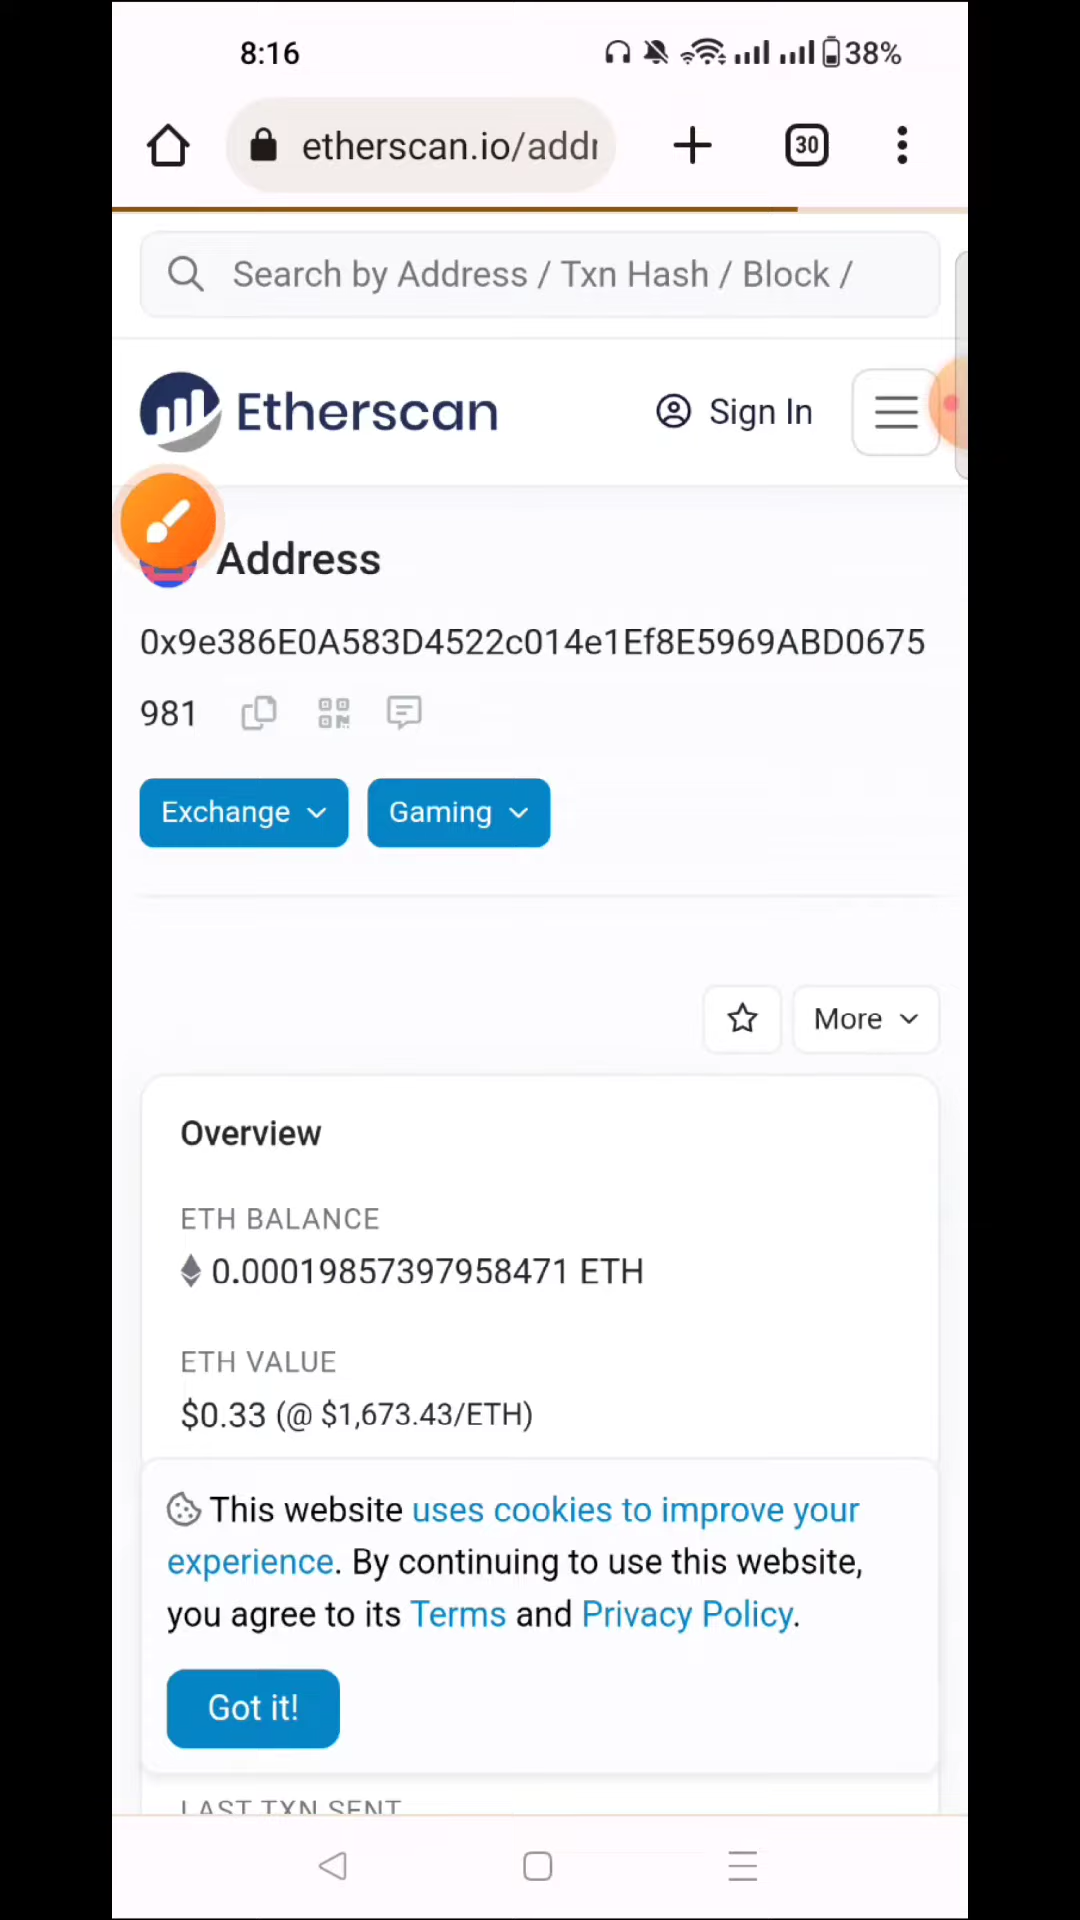 8:16
38%
etherscan.io/addr
30
Search by Address / Txn Hash / Block /
Etherscan
Sign In
Address
0x9e386E0A583D4522c014e1Ef8E5969ABD0675
981
Exchange
Gaming
More
Overview
ETH BALANCE
0.00019857397958471 ETH
ETH VALUE
$0.33 (@ $1,673.43/ETH)
This website uses cookies to improve your
experience. By continuing to use this website,
you agree to its Terms and Privacy Policy.
Got it!
LAST TXN SENT